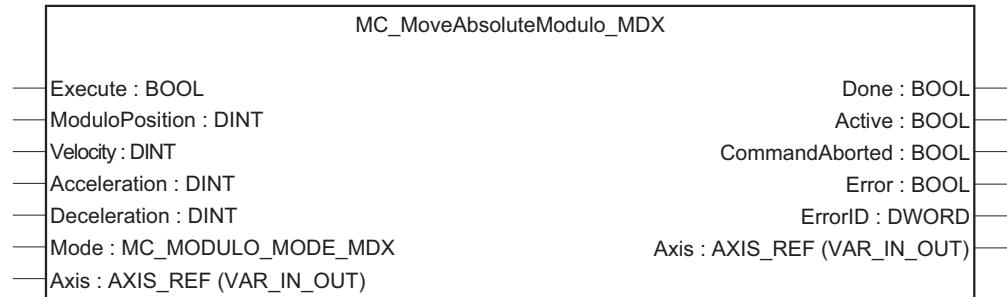 MC_MoveAbsoluteModulo_MDX
Execute : BOOL Done : BOOL
ModuloPosition : DINT Active : BOOL
Velocity : DINT CommandAborted : BOOL
Acceleration : DINT Error : BOOL
Deceleration : DINT ErrorID : DWORD
Mode : MC_MODULO_MODE_MDX Axis : AXIS_REF (VAR_IN_OUT)
Axis : AXIS_REF (VAR_IN_OUT)